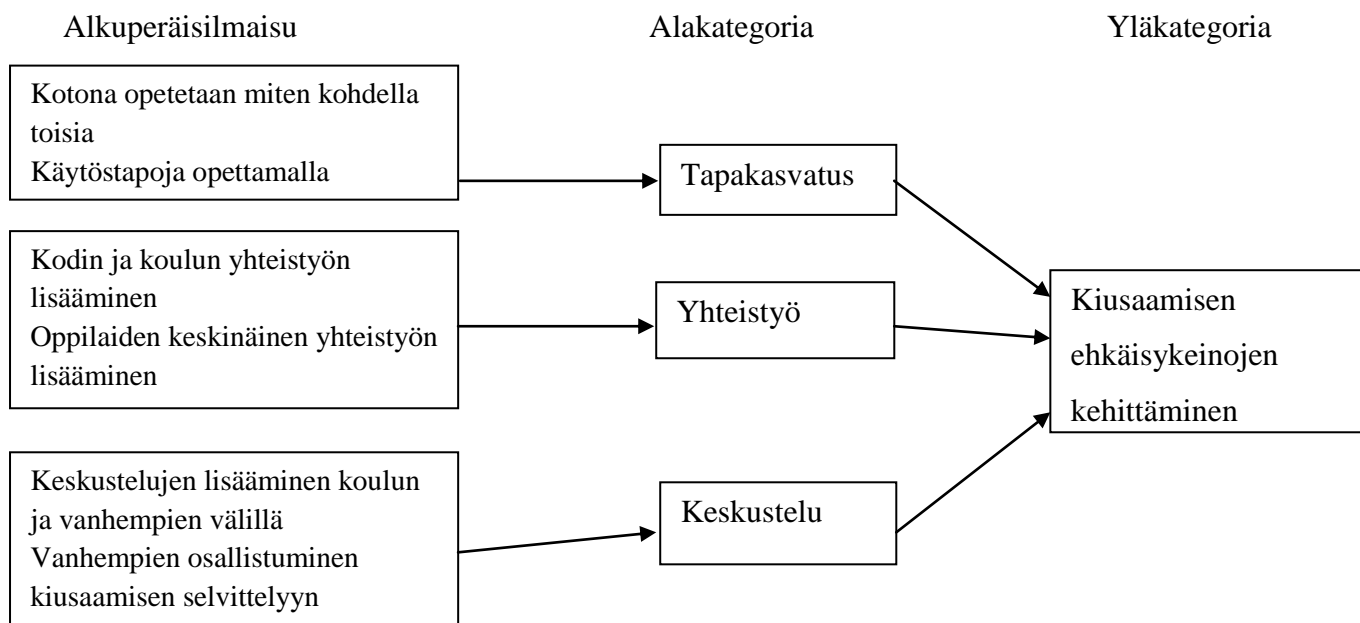 Alkuperäisilmaisu
Alakategoria
Yläkategoria
Kotona opetetaan miten kohdella
toisia
Käytöstapoja opettamalla
Tapakasvatus
Kodin ja koulun yhteistyön
lisääminen
Oppilaiden keskinäinen yhteistyön
lisääminen
Yhteistyö
Kiusaamisen
ehkäisykeinojen
kehittäminen
Keskustelujen lisääminen koulun
ja vanhempien välillä
Vanhempien osallistuminen
kiusaamisen selvittelyyn
Keskustelu